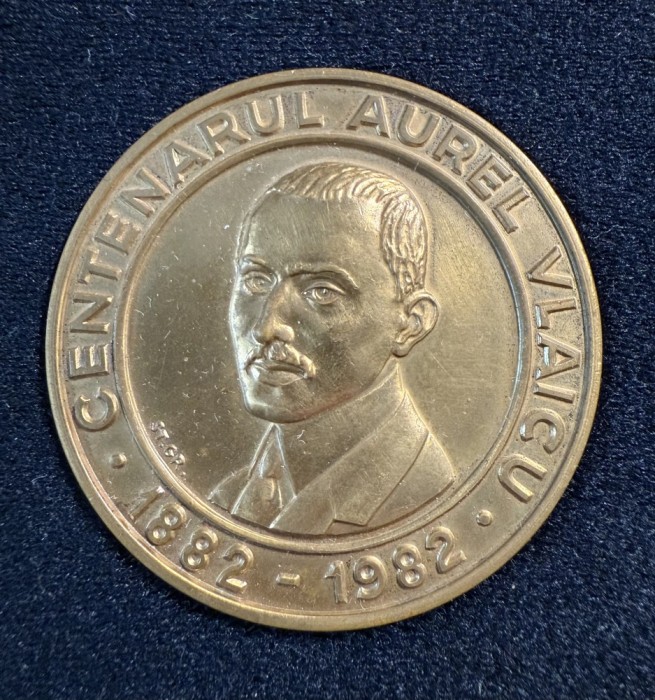 CENTENARUL AUREL VLAICU
· 1882 - 1982 ·
ST.GR.